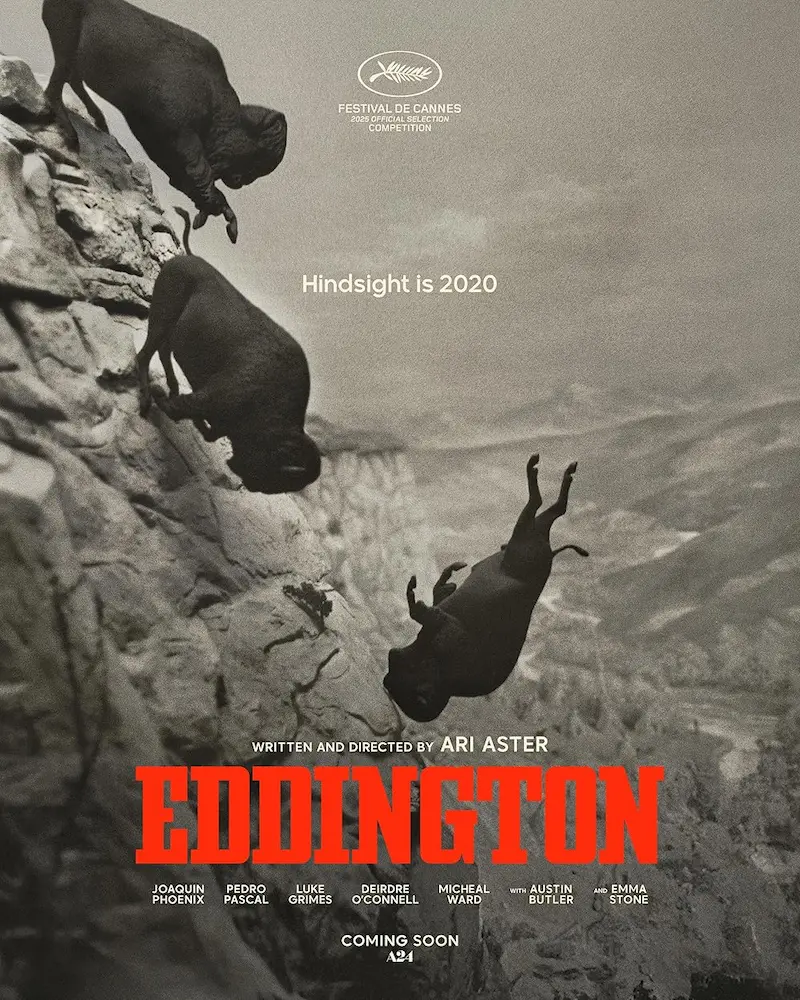 FESTIVAL DE CANNES
2025 OFFICIAL SELECTION
COMPETITION
Hindsight is 2020
WRITTEN AND DIRECTED BY ARI ASTER
EDDINGTON
JOAQUIN PHOENIX PEDRO PASCAL LUKE GRIMES DEIRDRE O'CONNELL MICHEAL WARD WITH AUSTIN BUTLER AND EMMA STONE
COMING SOON
A24